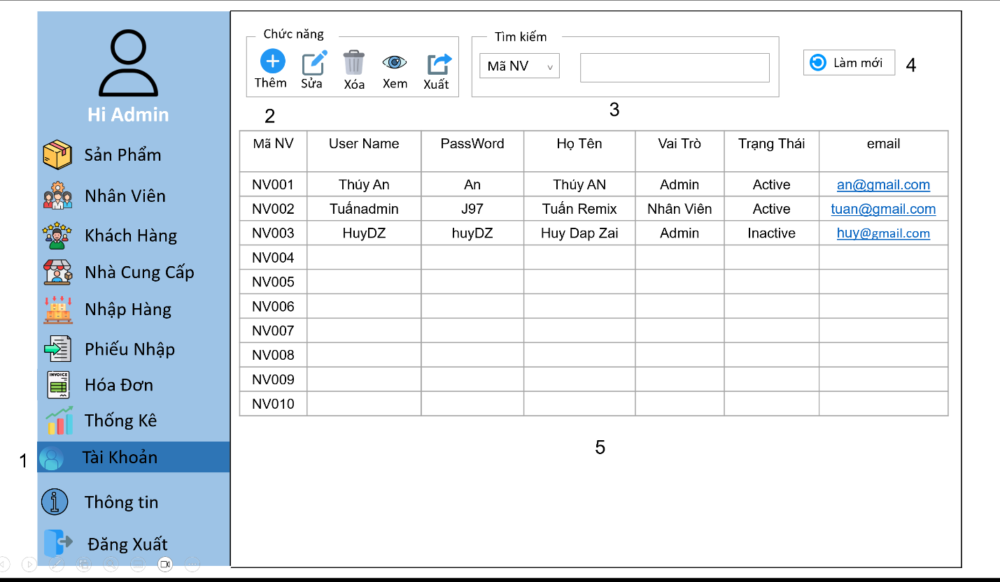 Hi Admin
Sản Phẩm
Nhân Viên
Khách Hàng
Nhà Cung Cấp
Nhập Hàng
Phiếu Nhập
INVOICE
Hóa Đơn
Thống Kê
1
Tài Khoản
Thông tin
Đăng Xuất
Chức năng
Thêm Sửa Xóa Xem Xuất
2
Tìm kiếm
Mã NV
3
Làm mới
4
Mã NV User Name PassWord Họ Tên Vai Trò Trạng Thái email
NV001 Thúy An An Thúy AN Admin Active an@gmail.com
NV002 Tuấnadmin J97 Tuấn Remix Nhân Viên Active tuan@gmail.com
NV003 HuyDZ huyDZ Huy Dap Zai Admin Inactive huy@gmail.com
NV004
NV005
NV006
NV007
NV008
NV009
NV010
5